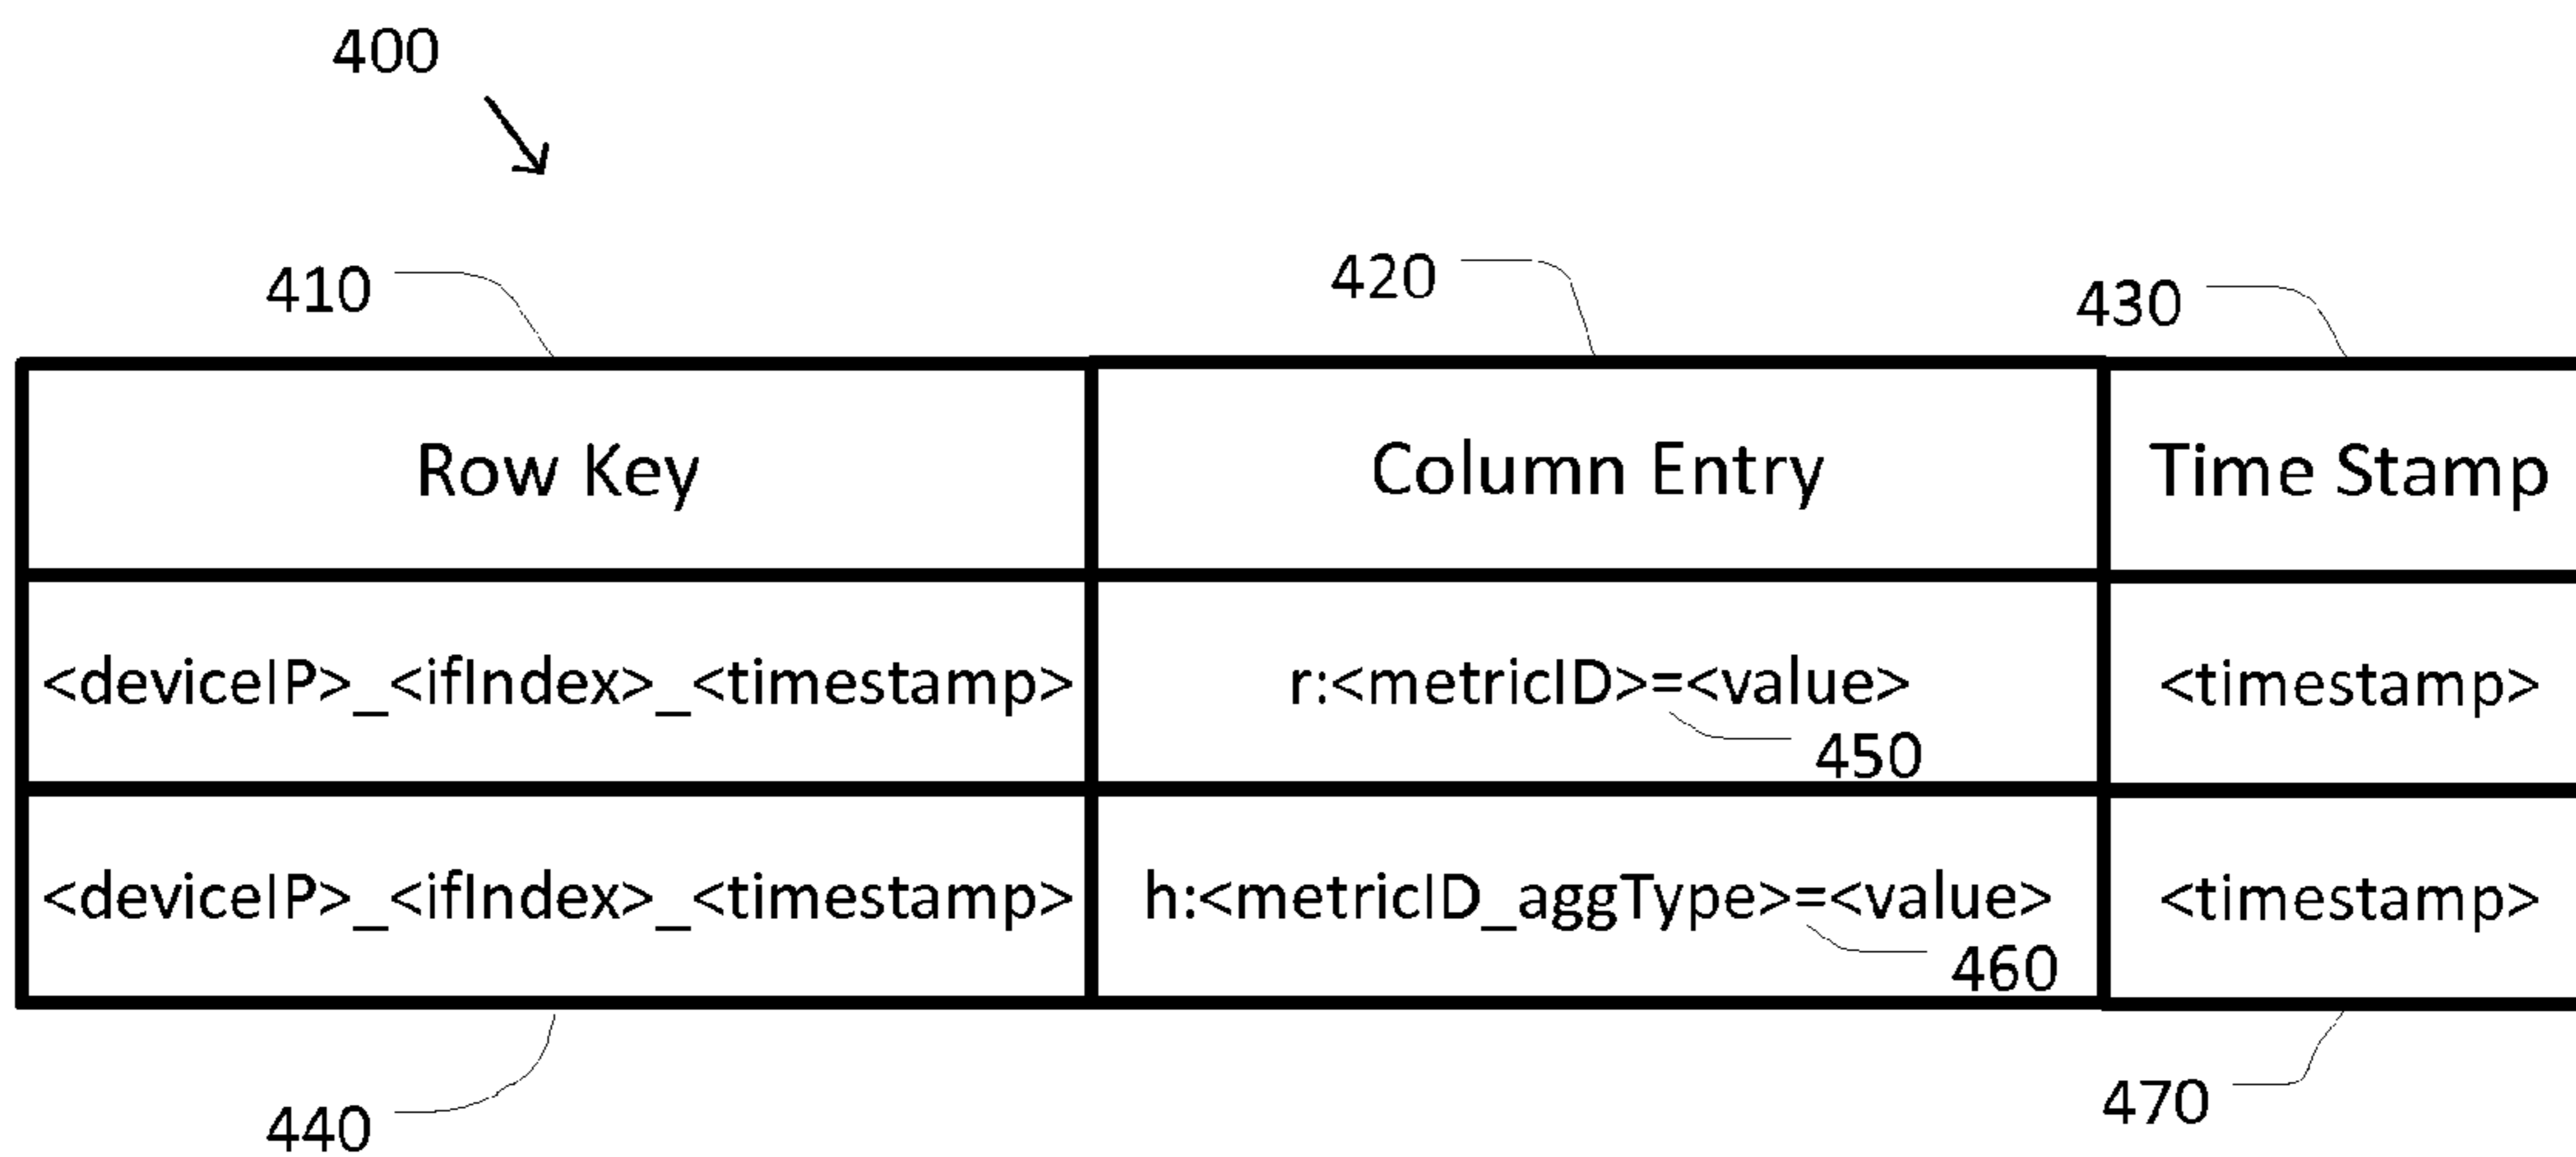 400
410
420
430
Row Key
Column Entry
Time Stamp
<deviceIP>_<ifIndex>_<timestamp>
r:<metricID>=<value>
<timestamp>
450
<deviceIP>_<ifIndex>_<timestamp>
h:<metricID_aggType>=<value>
<timestamp>
460
440
470